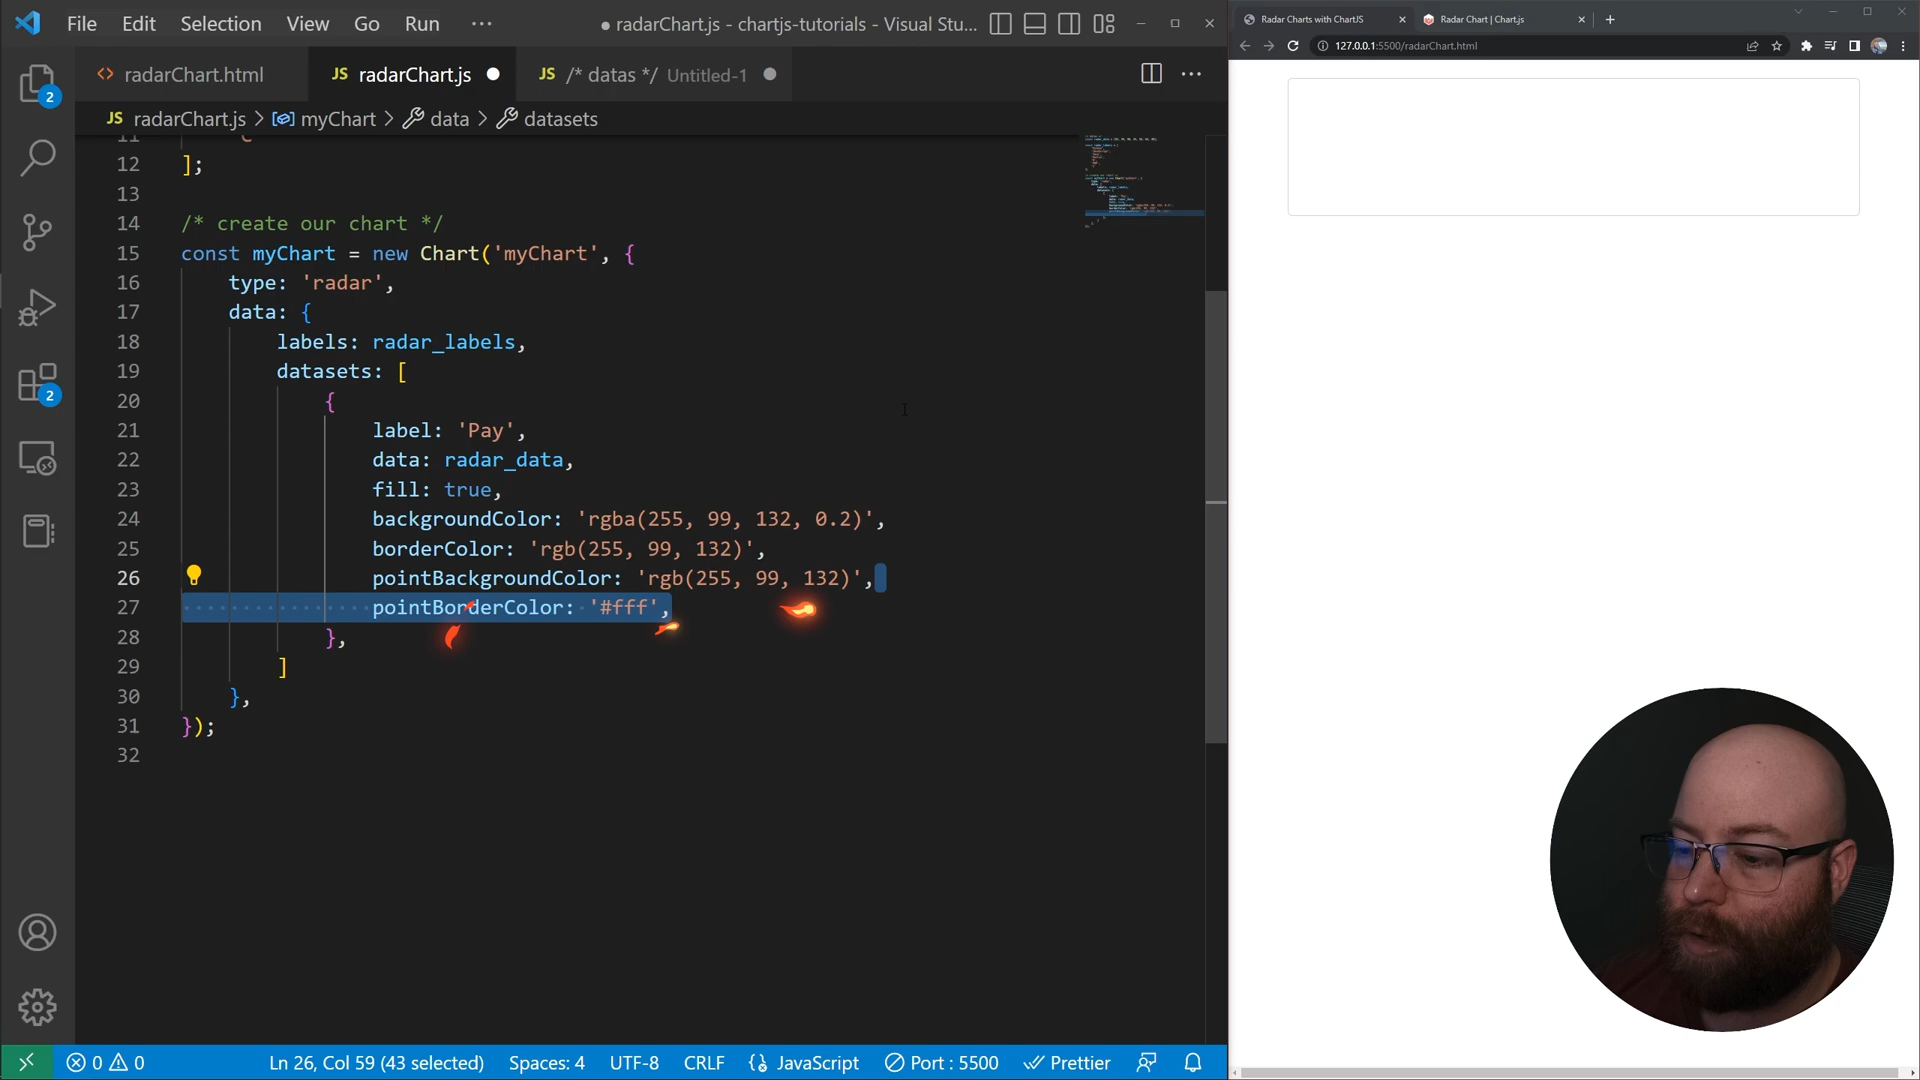 File Edit Selection View Go Run ··· ● radarChart.js - chartjs-tutorials - Visual Stu...
radarChart.html JS radarChart.js JS /* datas */ Untitled-1
JS radarChart.js > myChart > data > datasets
11
12 ];
13
14 /* create our chart */
15 const myChart = new Chart('myChart', {
16 type: 'radar',
17 data: {
18 labels: radar_labels,
19 datasets: [
20 {
21 label: 'Pay',
22 data: radar_data,
23 fill: true,
24 backgroundColor: 'rgba(255, 99, 132, 0.2)',
25 borderColor: 'rgb(255, 99, 132)',
26 pointBackgroundColor: 'rgb(255, 99, 132)',
27 pointBorderColor: '#fff',
28 },
29 ]
30 },
31 });
32
2
2
0 0 Ln 26, Col 59 (43 selected) Spaces: 4 UTF-8 CRLF JavaScript Port : 5500 Prettier
Radar Charts with ChartJS Radar Chart | Chart.js
127.0.0.1:5500/radarChart.html